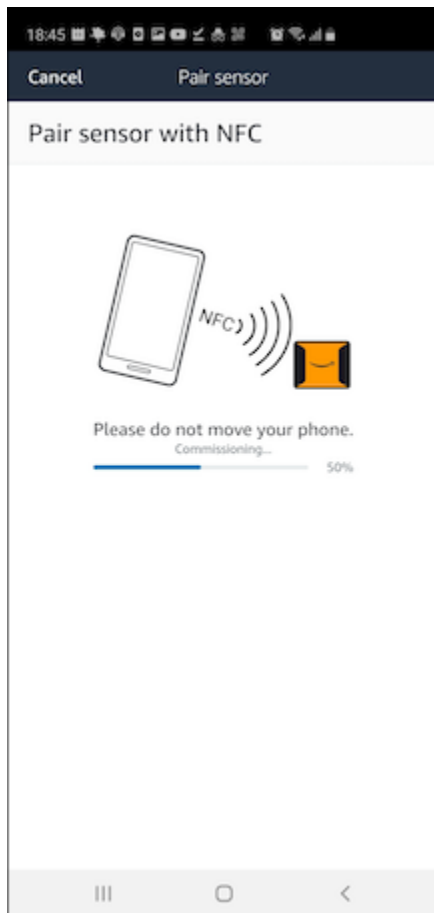 18:45
Cancel Pair sensor
Pair sensor with NFC
NFC
Please do not move your phone.
Commissioning...
50%